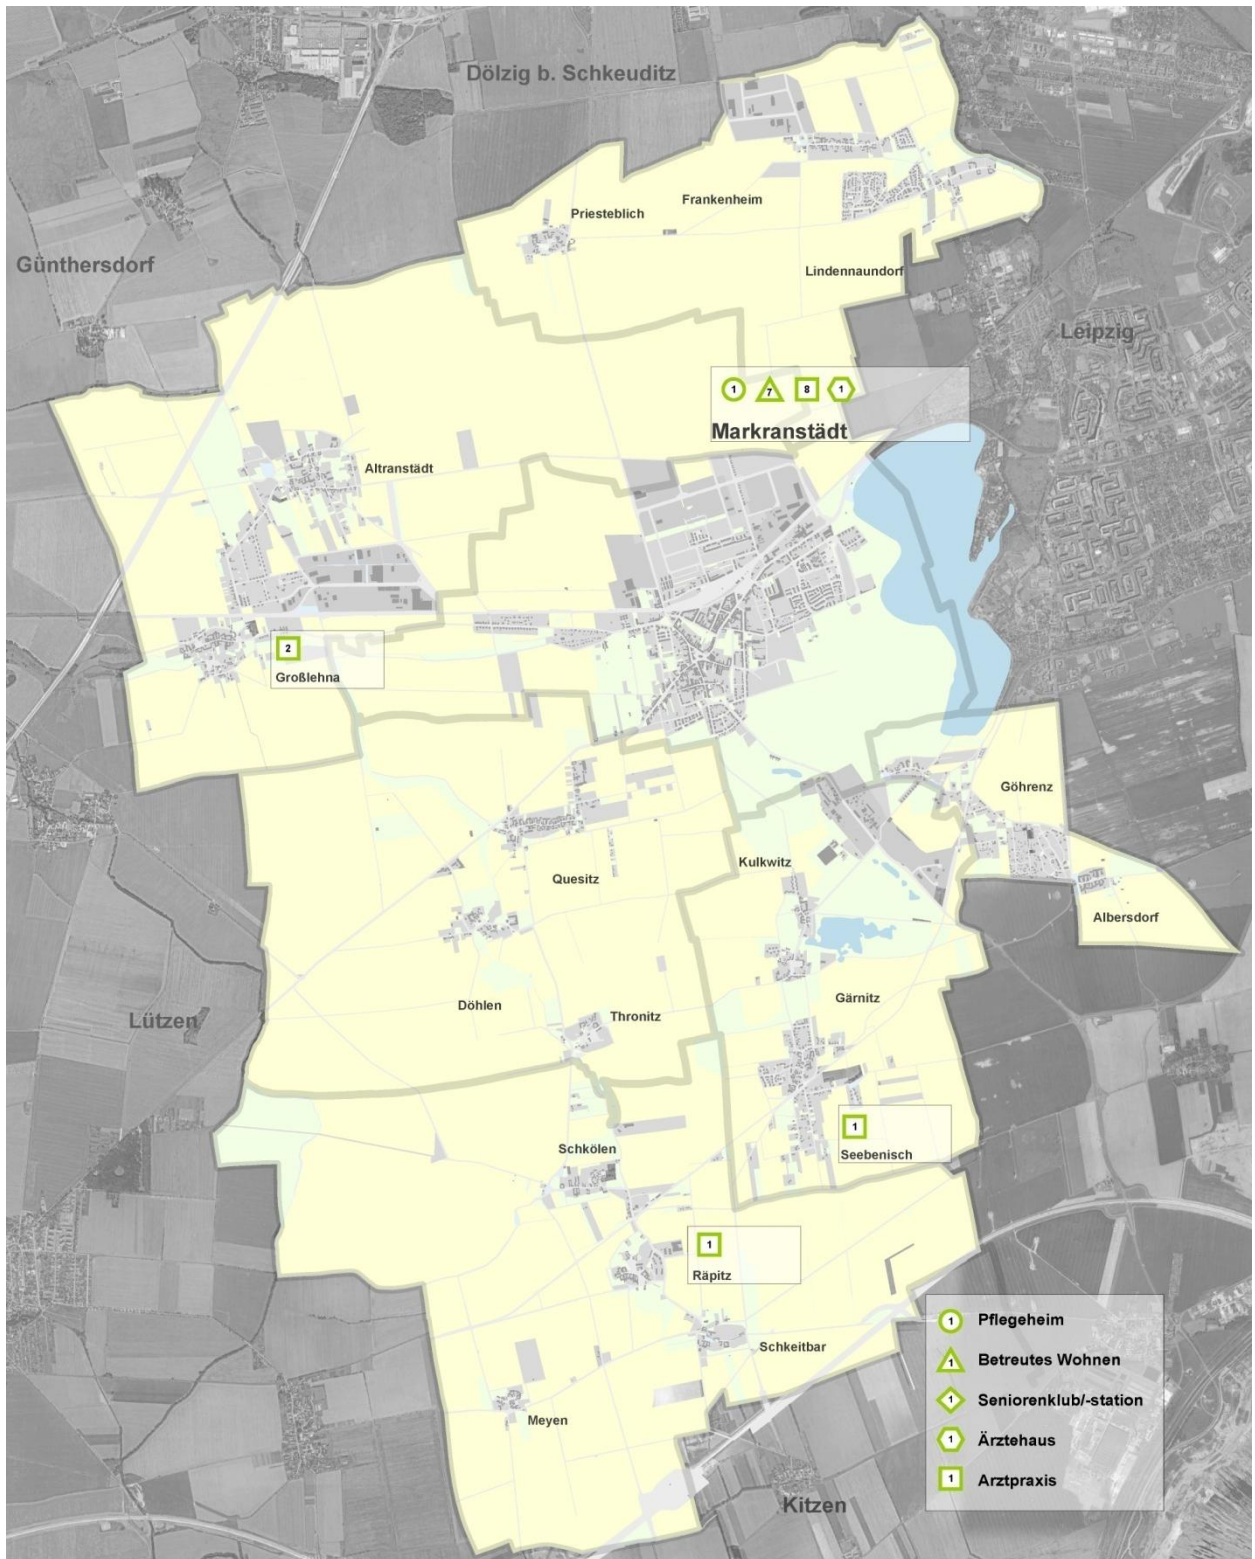 Dölzig b. Schkeuditz
Priesteblich
Frankenheim
Günthersdorf
Lindennaundorf
Leipzig
1 7 8 1
Markranstädt
Altranstädt
2
Großlehna
Göhrenz
Kulkwitz
Quesitz
Albersdorf
Gärnitz
Döhlen
Thronitz
Lützen
1
Seebenisch
Schkölen
1
Räpitz
Schkeitbar
Meyen
Kitzen
1 Pflegeheim
1 Betreutes Wohnen
1 Seniorenklub/-station
1 Ärztehaus
1 Arztpraxis